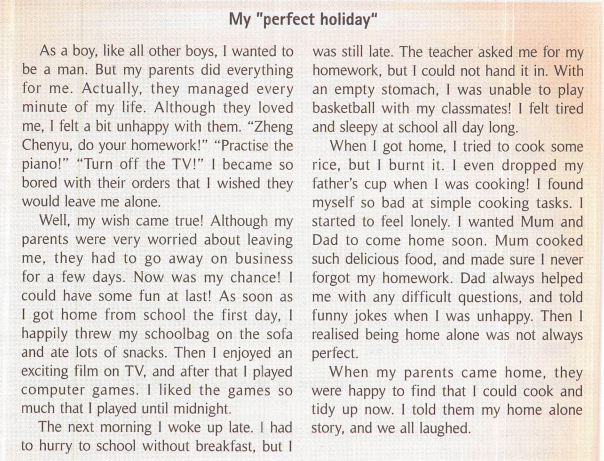 My "perfect holiday"
As a boy, like all other boys, I wanted to
be a man. But my parents did everything
for me. Actually, they managed every
minute of my life. Although they loved
me, I felt a bit unhappy with them. "Zheng
Chenyu, do your homework!" "Practise the
piano!" "Turn off the TV!" I became so
bored with their orders that I wished they
would leave me alone.
Well, my wish came true! Although my
parents were very worried about leaving
me, they had to go away on business
for a few days. Now was my chance! I
could have some fun at last! As soon as
I got home from school the first day, I
happily threw my schoolbag on the sofa
and ate lots of snacks. Then I enjoyed an
exciting film on TV, and after that I played
computer games. I liked the games so
much that I played until midnight.
The next morning I woke up late. I had
to hurry to school without breakfast, but I
was still late. The teacher asked me for my
homework, but I could not hand it in. With
an empty stomach, I was unable to play
basketball with my classmates! I felt tired
and sleepy at school all day long.
When I got home, I tried to cook some
rice, but I burnt it. I even dropped my
father's cup when I was cooking! I found
myself so bad at simple cooking tasks. I
started to feel lonely. I wanted Mum and
Dad to come home soon. Mum cooked
such delicious food, and made sure I never
forgot my homework. Dad always helped
me with any difficult questions, and told
funny jokes when I was unhappy. Then I
realised being home alone was not always
perfect.
When my parents came home, they
were happy to find that I could cook and
tidy up now. I told them my home alone
story, and we all laughed.